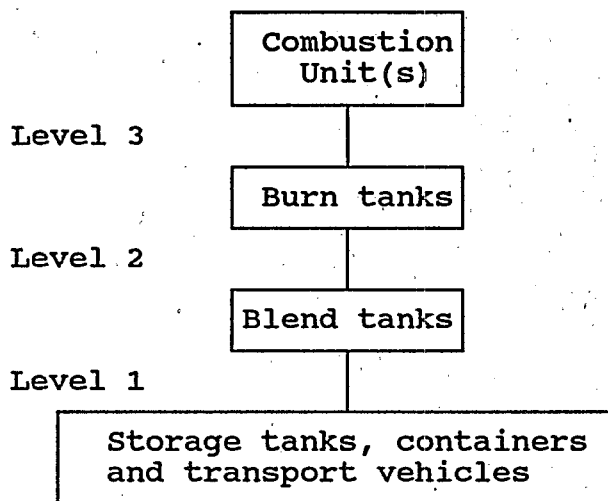 Combustion
Unit(s)
Level 3
Burn tanks
Level 2
Blend tanks
Level 1
Storage tanks, containers
and transport vehicles